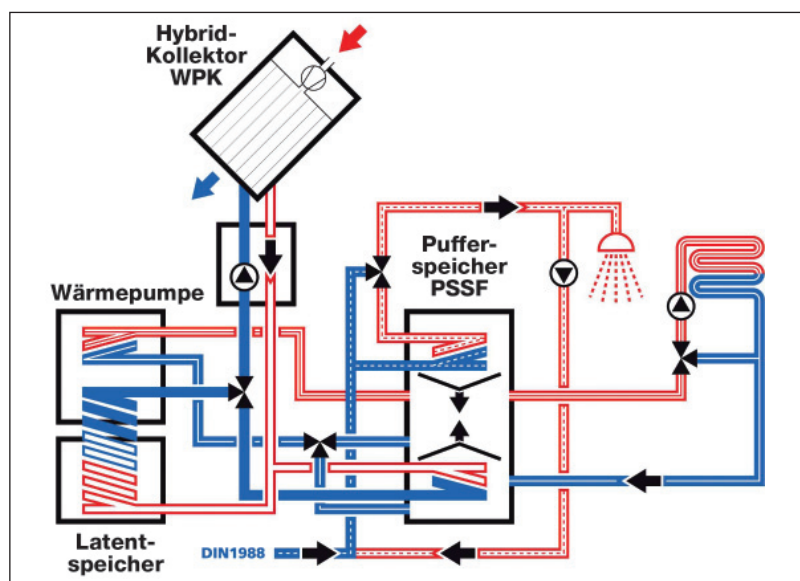 Hybrid-
Kollektor
WPK
Puffer-
speicher
PSSF
Wärmepumpe
Latent-
speicher
DIN1988